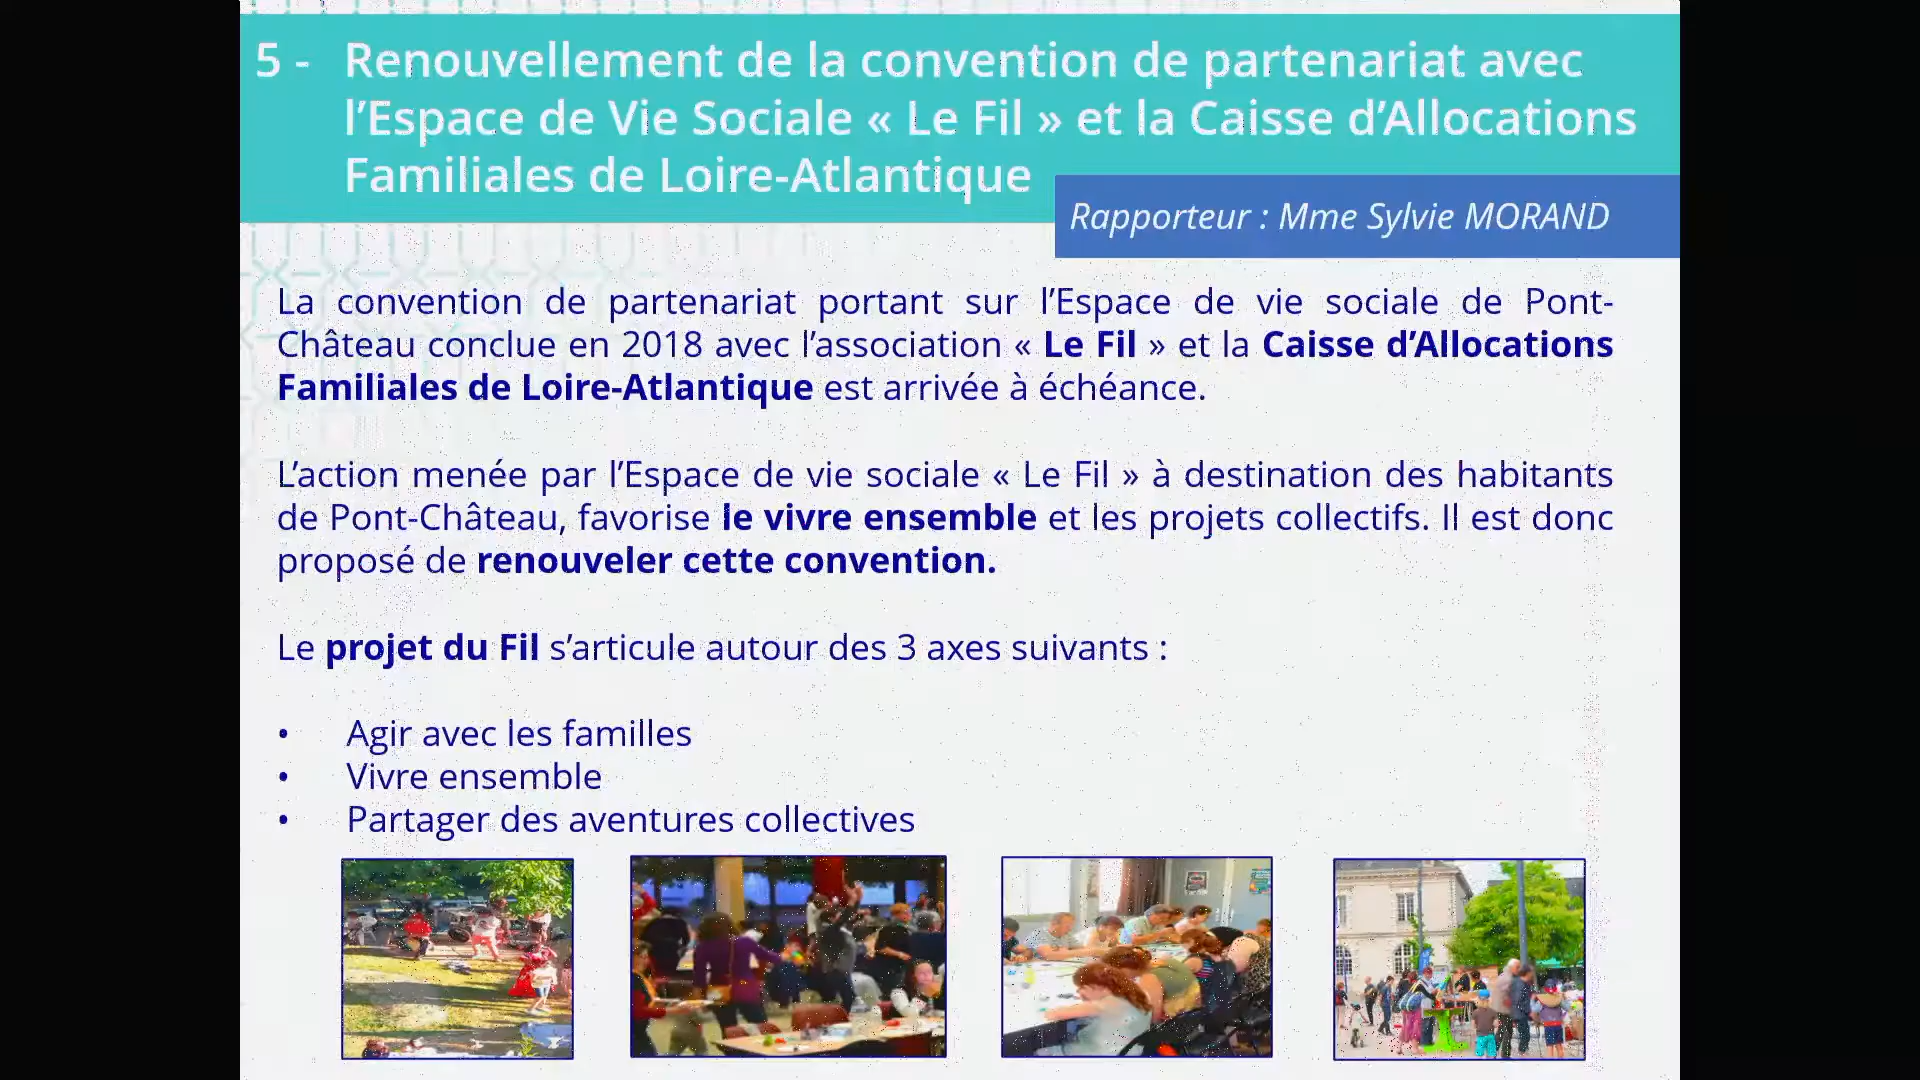 5 - Renouvellement de la convention de partenariat avec
l’Espace de Vie Sociale « Le Fil » et la Caisse d’Allocations
Familiales de Loire-Atlantique
Rapporteur : Mme Sylvie MORAND
La convention de partenariat portant sur l’Espace de vie sociale de Pont-
Château conclue en 2018 avec l’association « Le Fil » et la Caisse d’Allocations
Familiales de Loire-Atlantique est arrivée à échéance.
L’action menée par l’Espace de vie sociale « Le Fil » à destination des habitants
de Pont-Château, favorise le vivre ensemble et les projets collectifs. Il est donc
proposé de renouveler cette convention.
Le projet du Fil s’articule autour des 3 axes suivants :
• Agir avec les familles
• Vivre ensemble
• Partager des aventures collectives